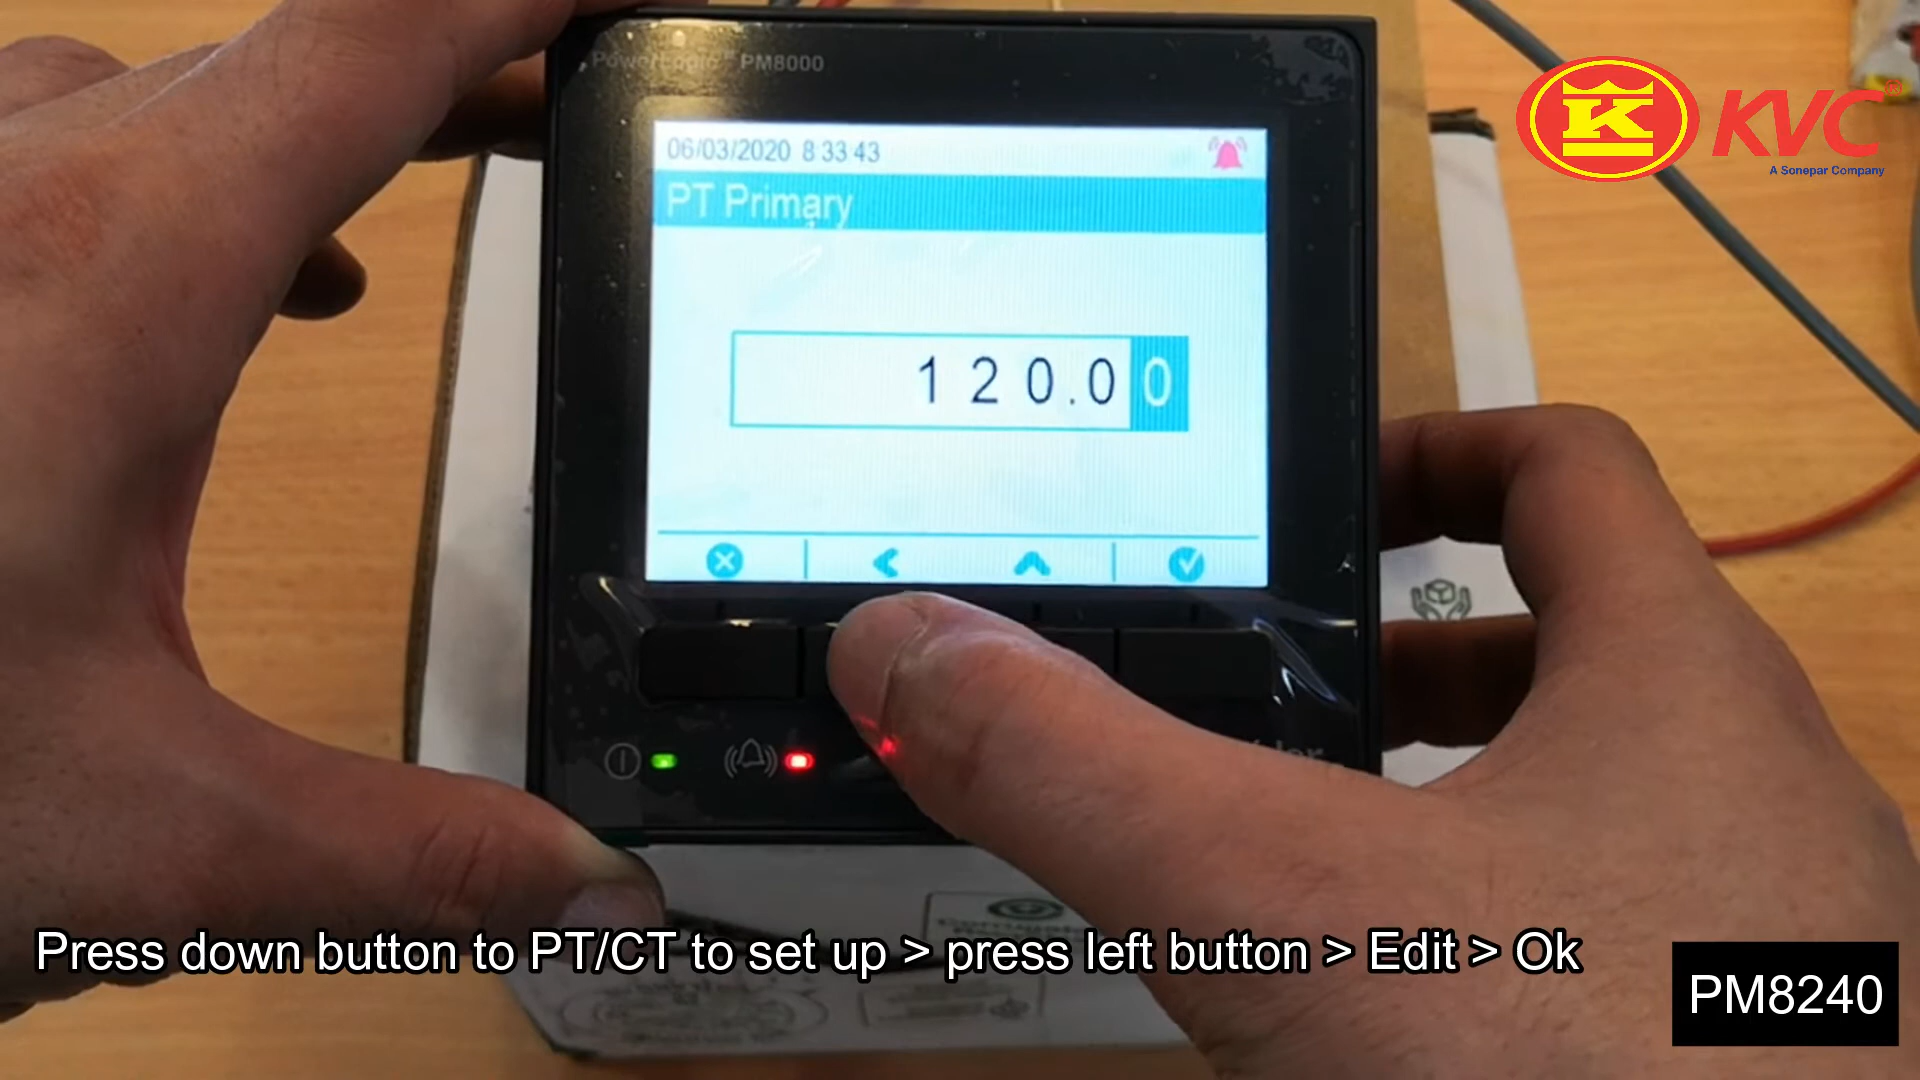 PowerLogic™ PM8000
KVC®
A Sonepar Company
06/03/2020 8:33:43
PT Primary
120.00
Press down button to PT/CT to set up > press left button > Edit > Ok
PM8240